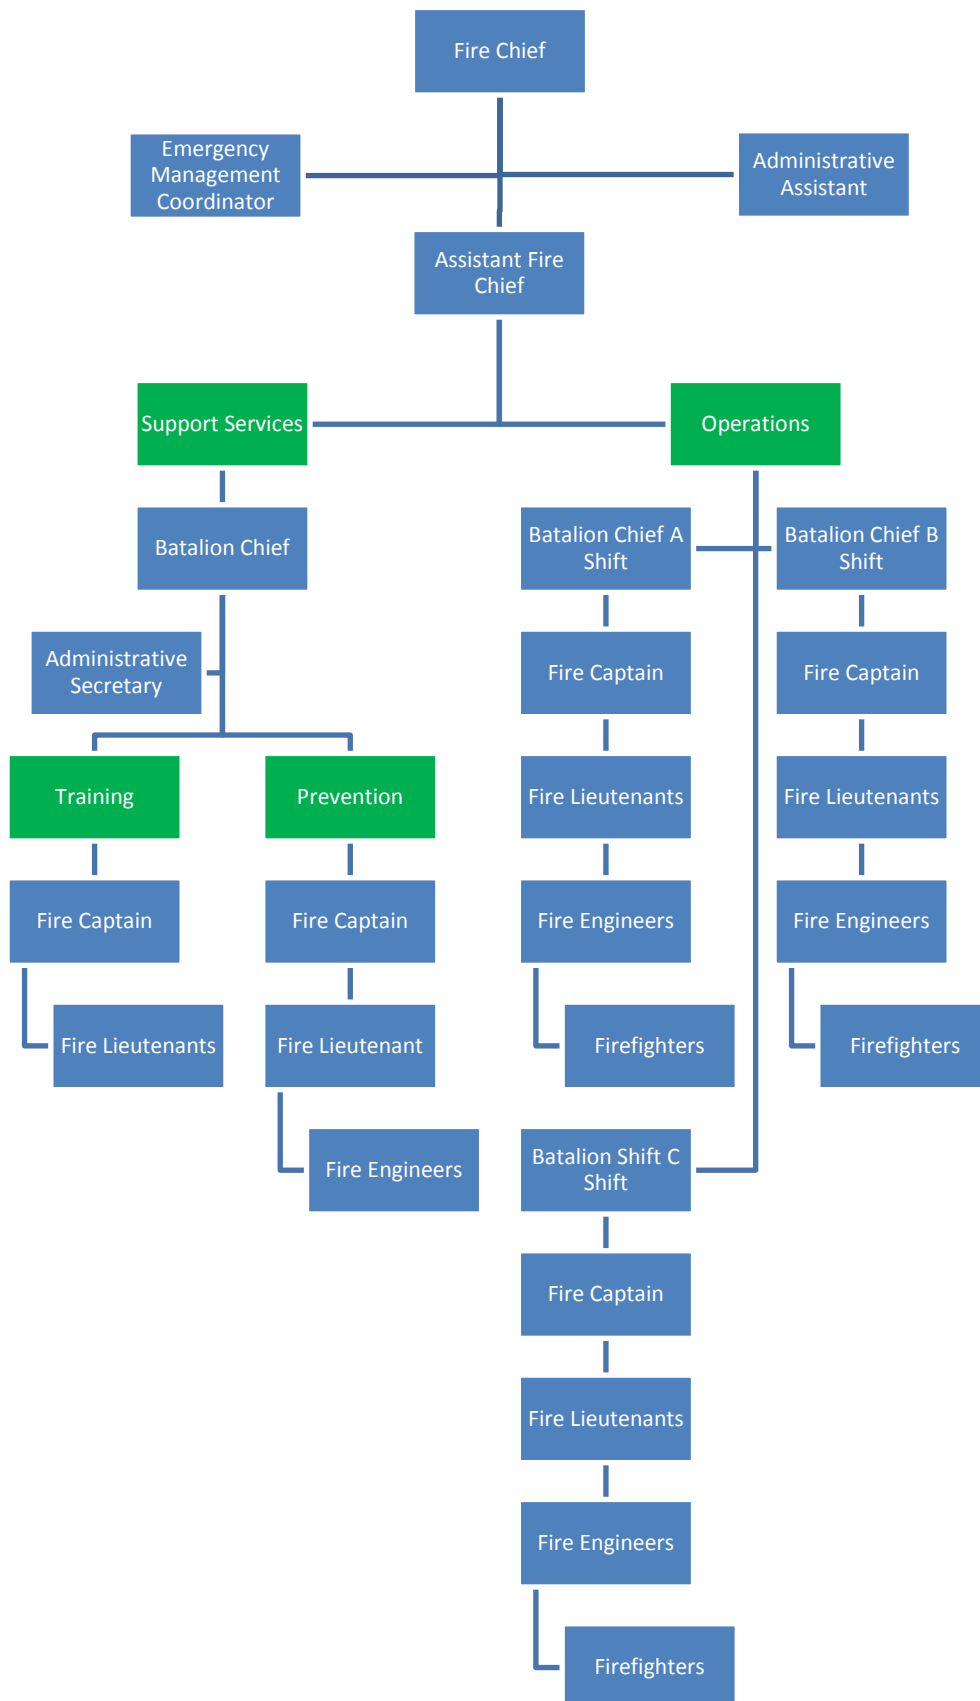 Fire Chief
Emergency
Management
Coordinator
Administrative
Assistant
Assistant Fire
Chief
Support Services
Operations
Batalion Chief
Batalion Chief A
Shift
Batalion Chief B
Shift
Administrative
Secretary
Fire Captain
Fire Captain
Training
Prevention
Fire Lieutenants
Fire Lieutenants
Fire Captain
Fire Captain
Fire Engineers
Fire Engineers
Fire Lieutenants
Fire Lieutenant
Firefighters
Firefighters
Fire Engineers
Batalion Shift C
Shift
Fire Captain
Fire Lieutenants
Fire Engineers
Firefighters